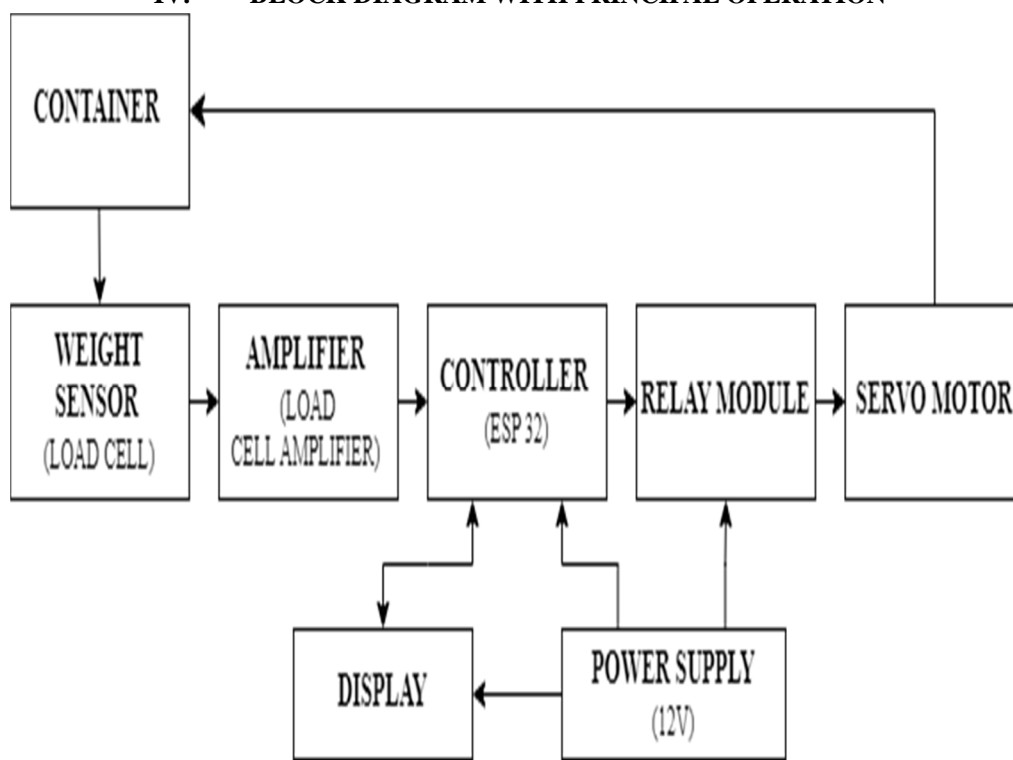 IV. BLOCK DIAGRAM WITH PRINCIPAL OPERATION
CONTAINER
WEIGHT
SENSOR
(LOAD CELL)
AMPLIFIER
(LOAD
CELL AMPLIFIER)
CONTROLLER
(ESP 32)
RELAY MODULE
SERVO MOTOR
DISPLAY
POWER SUPPLY
(12V)